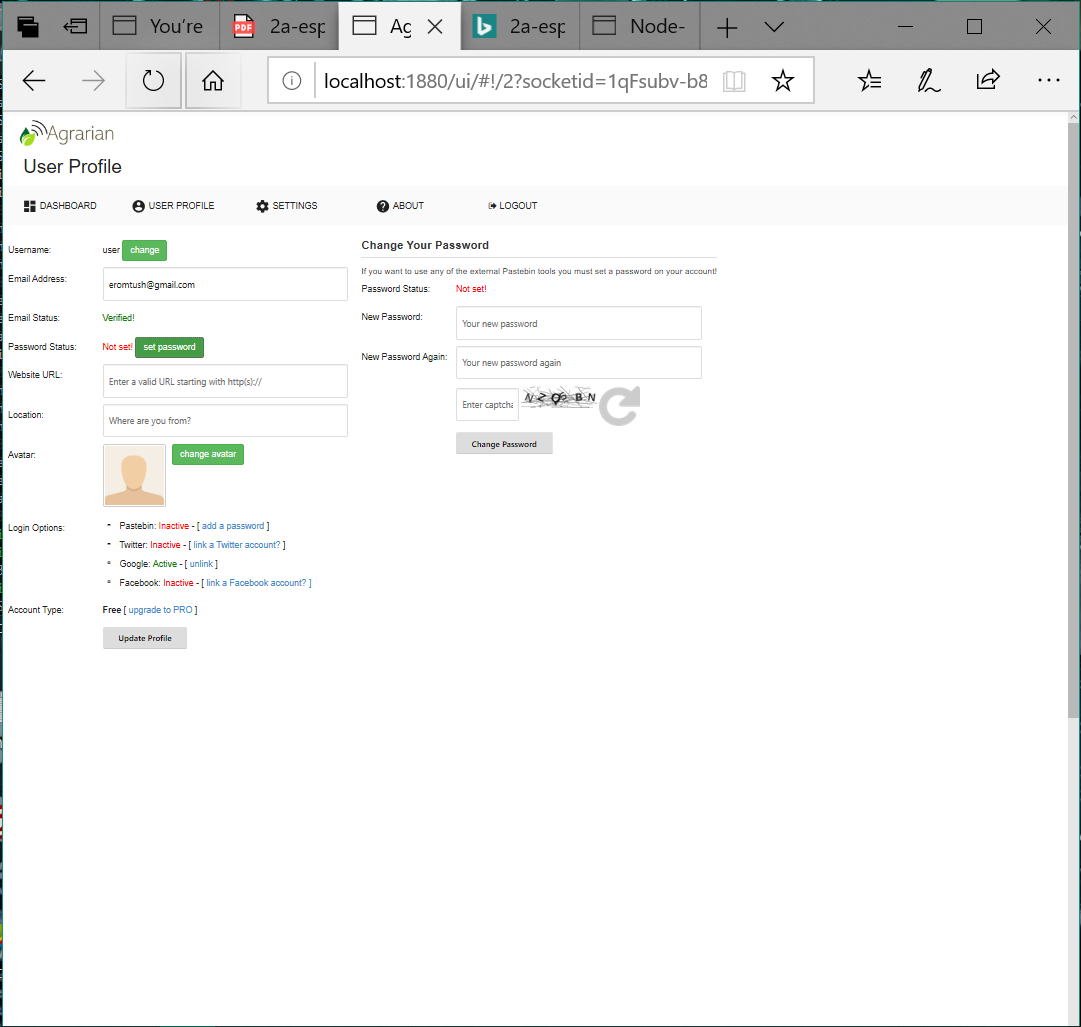 You're
PDF
2a-esp
Ag
2a-esp
Node-
localhost:1880/ui/#!/2?socketid=1qFsubv-b8
Agrarian
User Profile
DASHBOARD USER PROFILE SETTINGS ABOUT LOGOUT
Username: user change
Email Address: eromtush@gmail.com
Email Status: Verified!
Password Status: Not set! set password
Website URL: Enter a valid URL starting with http(s)://
Location: Where are you from?
Avatar: change avatar
Login Options:
Pastebin: Inactive - [ add a password ]
Twitter: Inactive - [ link a Twitter account? ]
Google: Active - [ unlink ]
Facebook: Inactive - [ link a Facebook account? ]
Account Type: Free [ upgrade to PRO ]
Update Profile
Change Your Password
If you want to use any of the external Pastebin tools you must set a password on your account!
Password Status: Not set!
New Password: Your new password
New Password Again: Your new password again
Enter captcha
Change Password